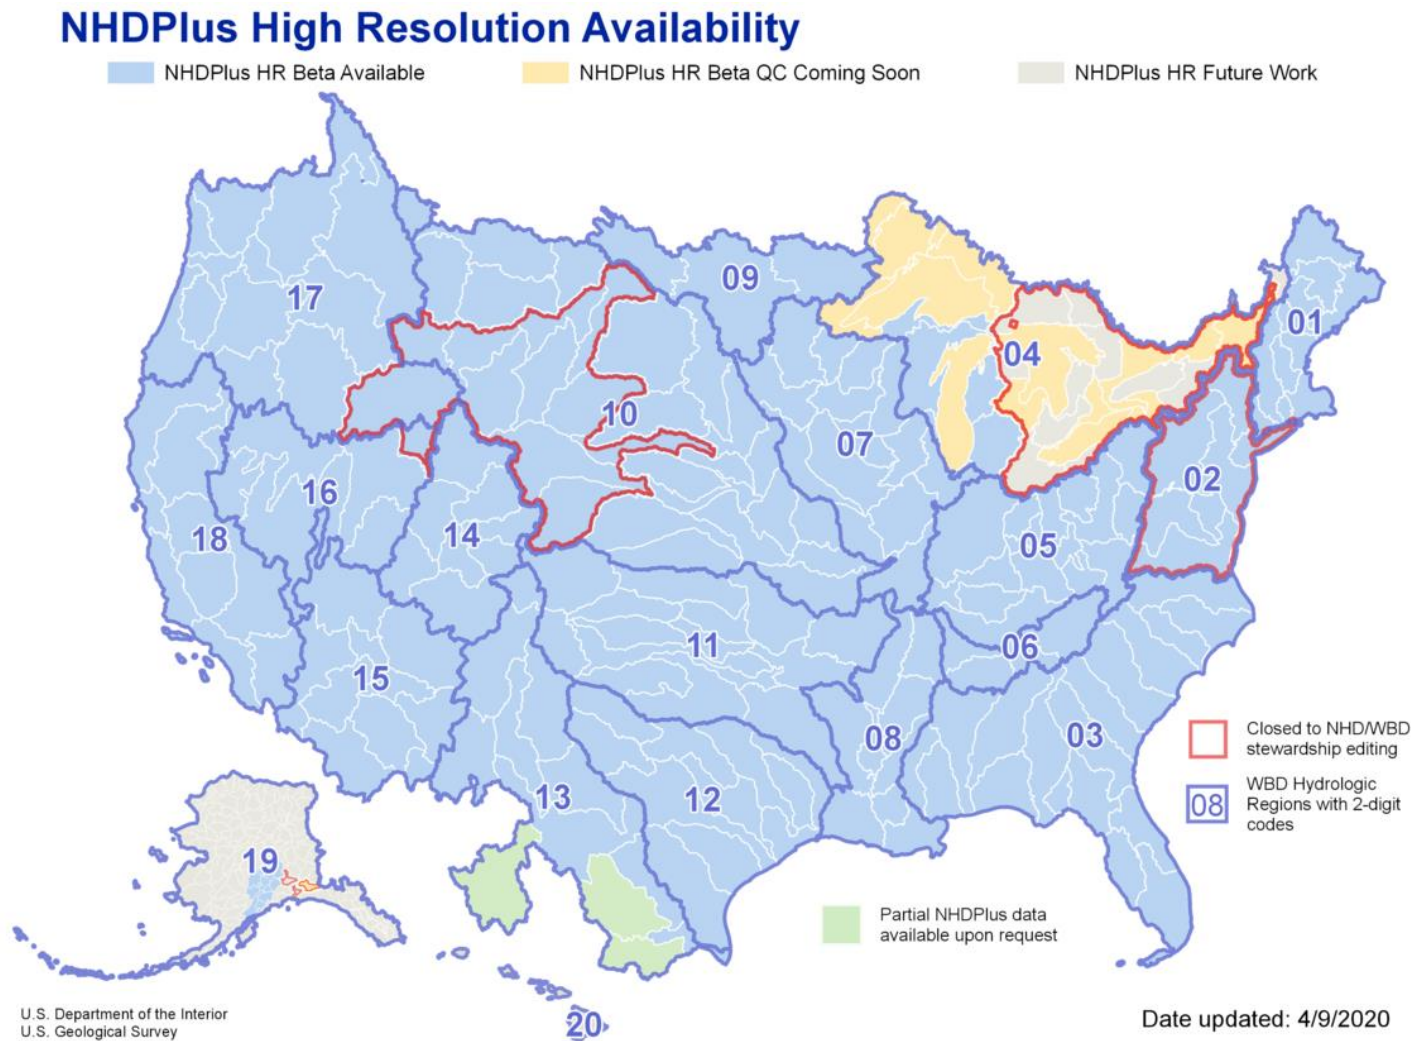 NHDPlus High Resolution Availability
NHDPlus HR Beta Available
NHDPlus HR Beta QC Coming Soon
NHDPlus HR Future Work
17
09
01
04
10
07
02
16
18
14
05
11
06
15
08
03
13
12
19
20
Closed to NHD/WBD
stewardship editing
08
WBD Hydrologic
Regions with 2-digit
codes
Partial NHDPlus data
available upon request
U.S. Department of the Interior
U.S. Geological Survey
Date updated: 4/9/2020